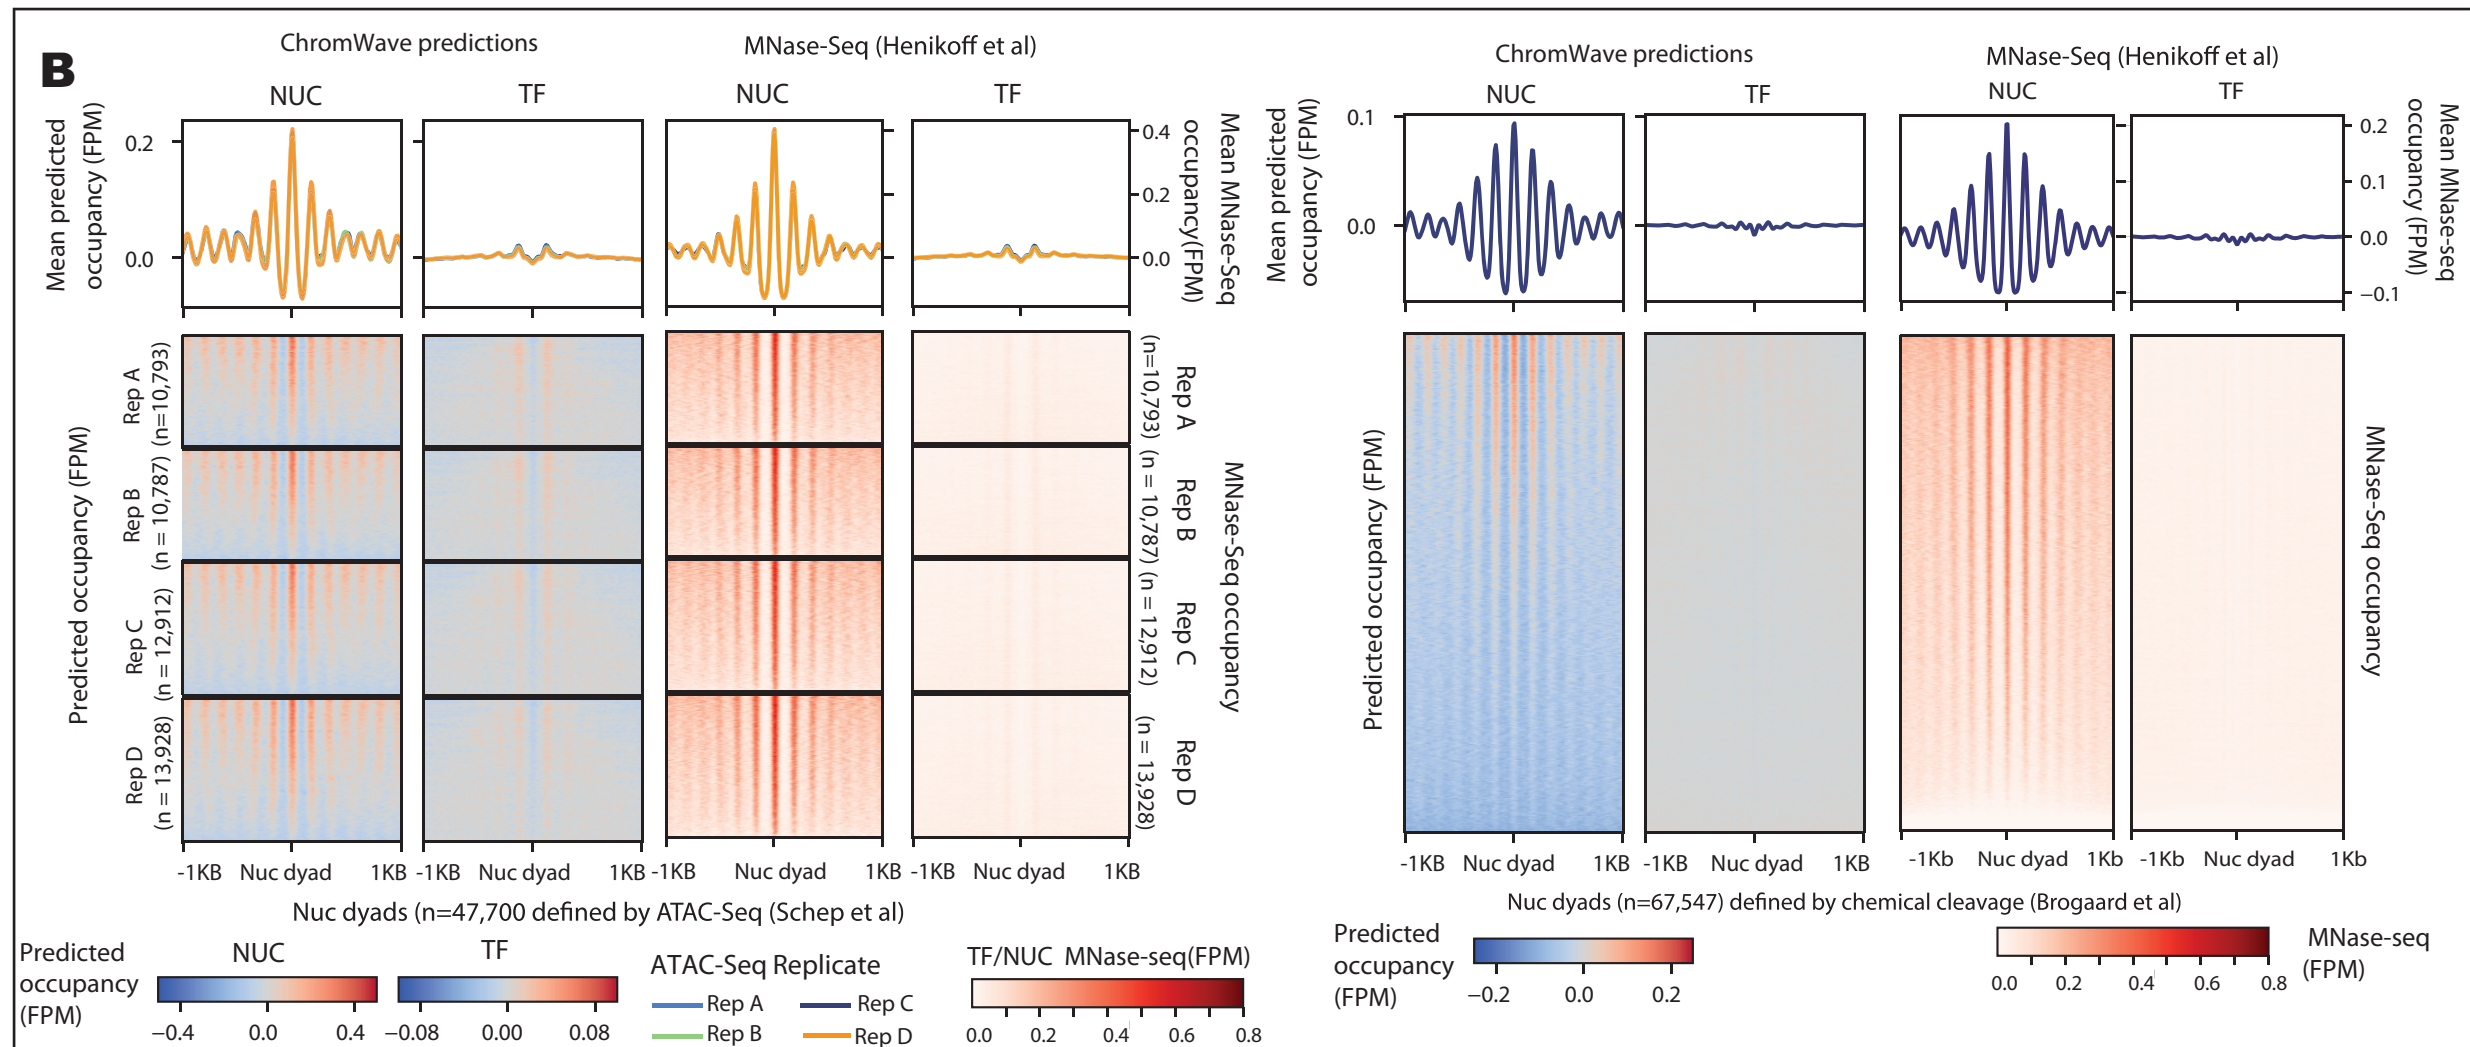 B
ChromWave predictions
MNase-Seq (Henikoff et al)
NUC
TF
NUC
TF
Mean predicted
occupancy (FPM)
0.2
0.0
0.4
0.2
0.0
Mean MNase-Seq
occupancy(FPM)
Predicted occupancy (FPM)
Rep A
(n=10,793)
Rep B
(n = 10,787)
Rep C
(n = 12,912)
Rep D
(n = 13,928)
(n=10,793)
Rep A
(n = 10,787)
Rep B
(n = 12,912)
Rep C
(n = 13,928)
Rep D
MNase-Seq occupancy
-1KB Nuc dyad 1KB
-1KB Nuc dyad 1KB
-1KB Nuc dyad 1KB
-1KB Nuc dyad 1KB
Nuc dyads (n=47,700 defined by ATAC-Seq (Schep et al)
Predicted
occupancy
(FPM)
NUC
−0.4 0.0 0.4
TF
−0.08 0.00 0.08
ATAC-Seq Replicate
Rep A
Rep C
Rep B
Rep D
TF/NUC MNase-seq(FPM)
0.0 0.2 0.4 0.6 0.8
ChromWave predictions
MNase-Seq (Henikoff et al)
NUC
TF
NUC
TF
Mean predicted
occupancy (FPM)
0.1
0.0
0.2
0.1
0.0
−0.1
Mean MNase-seq
occupancy (FPM)
Predicted occupancy (FPM)
MNase-Seq occupancy
-1KB Nuc dyad 1KB
-1KB Nuc dyad 1KB
-1Kb Nuc dyad 1Kb
-1Kb Nuc dyad 1Kb
Nuc dyads (n=67,547) defined by chemical cleavage (Brogaard et al)
Predicted
occupancy
(FPM)
−0.2 0.0 0.2
0.0 0.2 0.4 0.6 0.8
MNase-seq
(FPM)